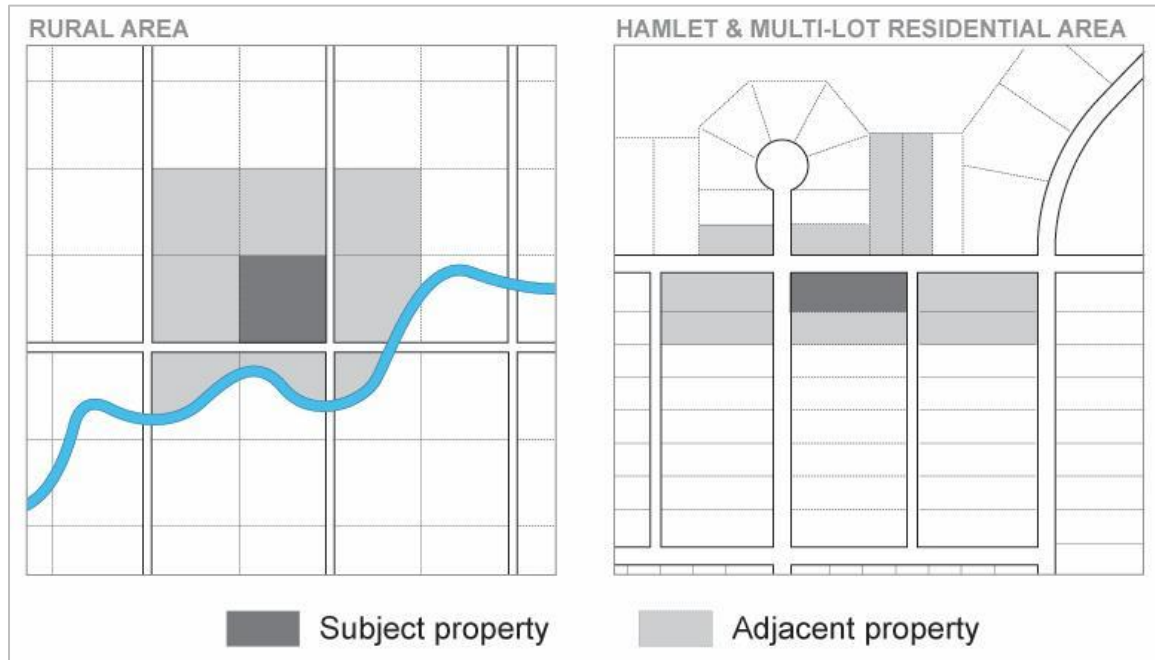 RURAL AREA
HAMLET & MULTI-LOT RESIDENTIAL AREA
Subject property
Adjacent property